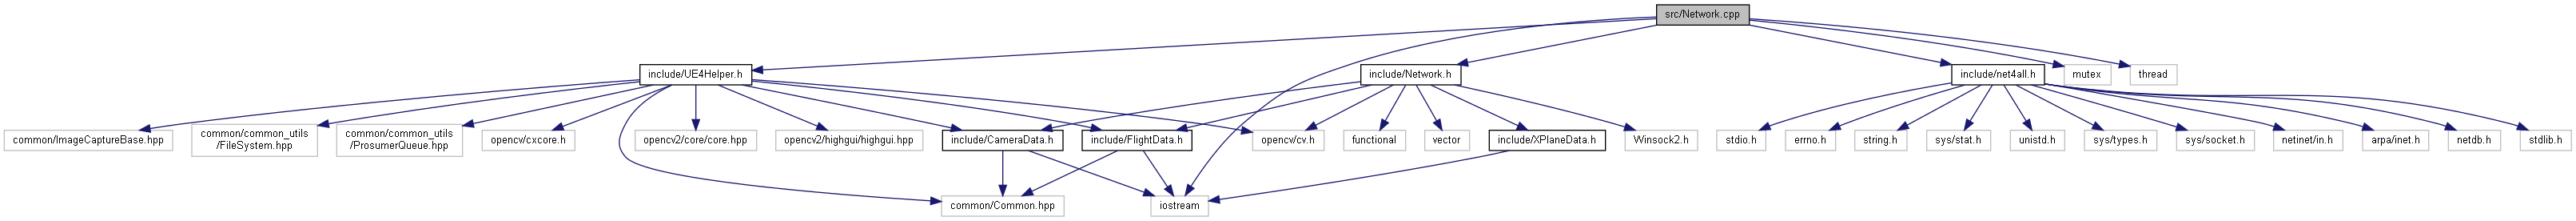 src/Network.cpp
include/UE4Helper.h
include/Network.h
include/net4all.h
mutex
thread
common/ImageCaptureBase.hpp
common/common_utils
/FileSystem.hpp
common/common_utils
/ProsumerQueue.hpp
opencv/cxcore.h
opencv2/core/core.hpp
opencv2/highgui/highgui.hpp
include/CameraData.h
include/FlightData.h
opencv/cv.h
functional
vector
include/XPlaneData.h
Winsock2.h
stdio.h
errno.h
string.h
sys/stat.h
unistd.h
sys/types.h
sys/socket.h
netinet/in.h
arpa/inet.h
netdb.h
stdlib.h
common/Common.hpp
iostream